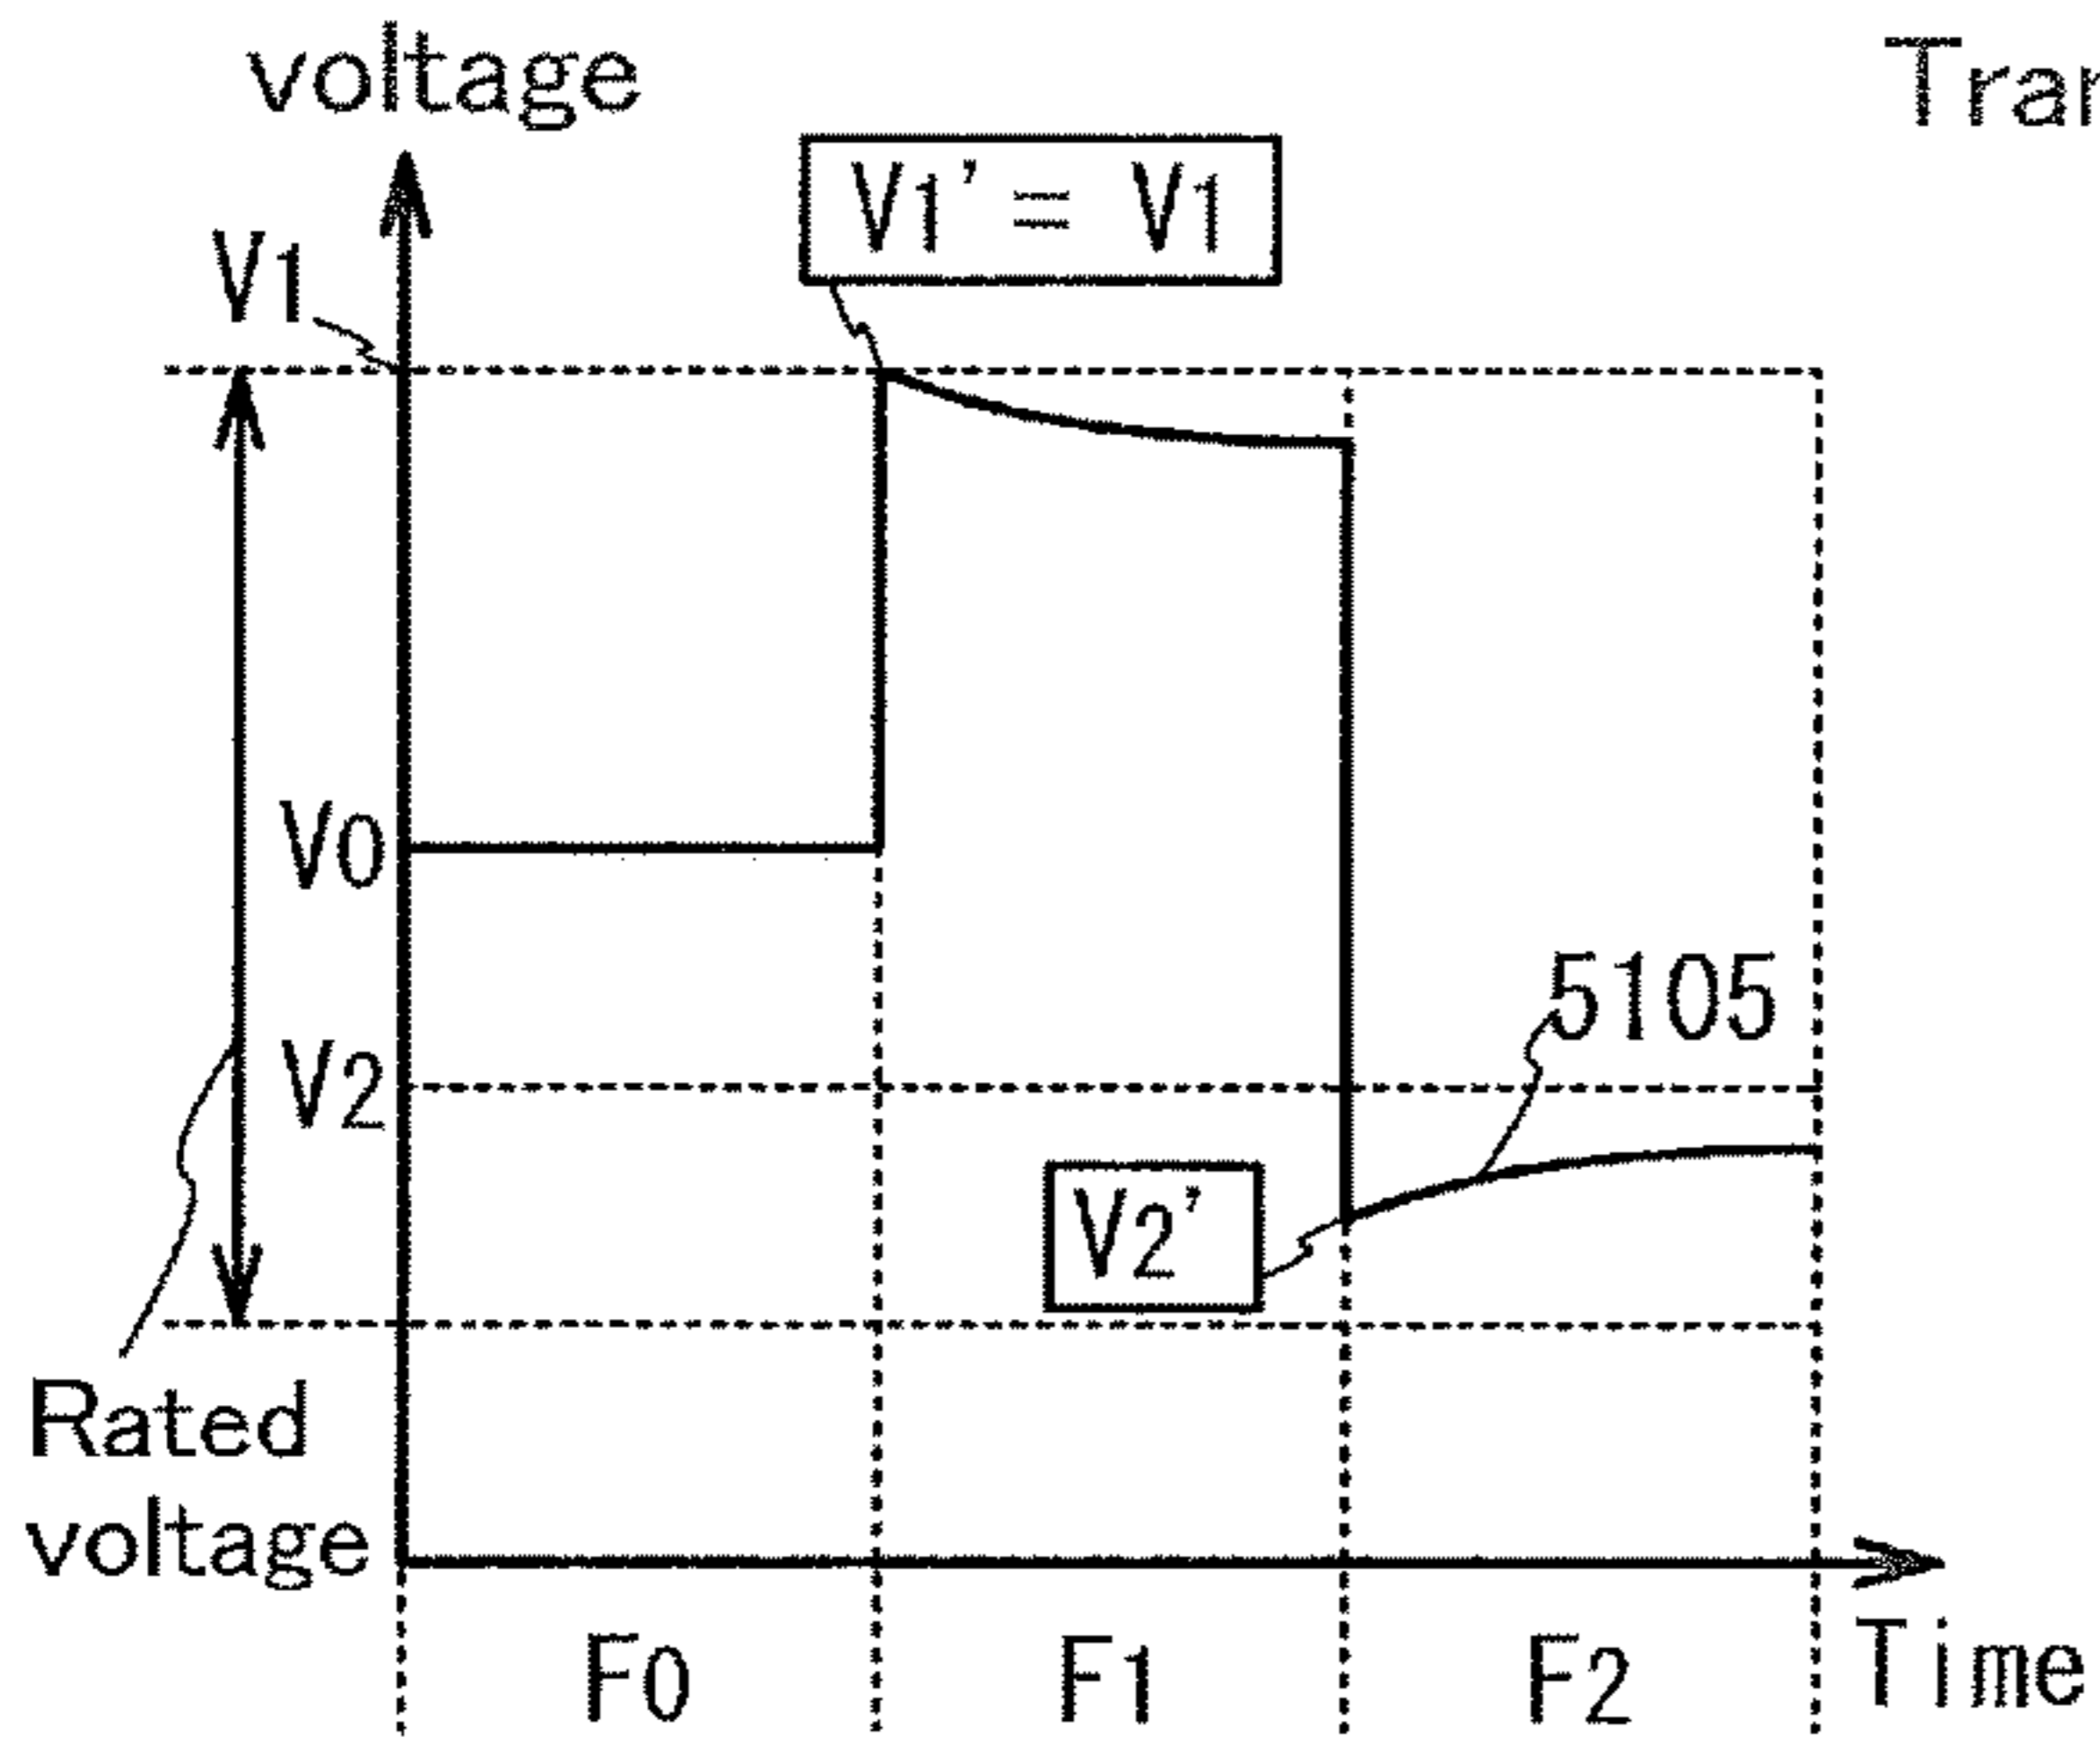 voltage
V1' = V1
V1
V0
5105
V2
V2'
Rated
voltage
F0
F1
F2
Time